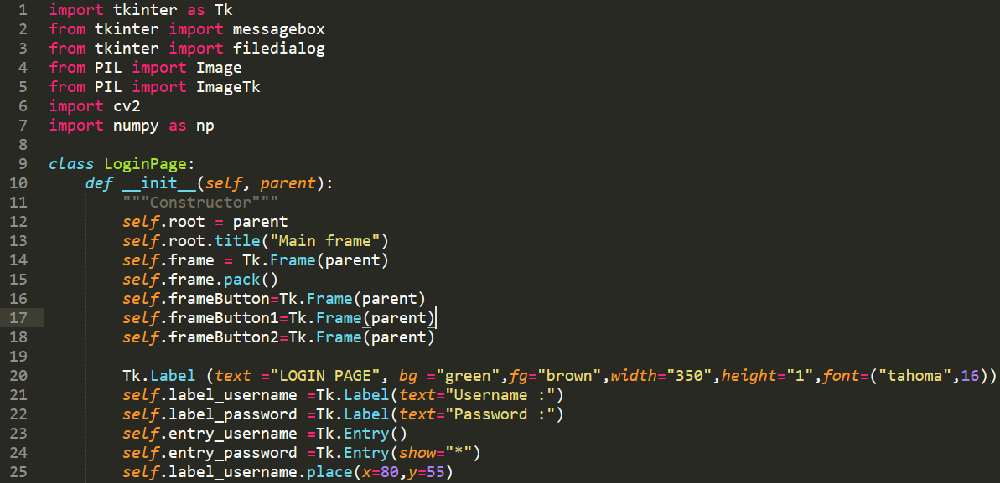 1 import tkinter as Tk
2 from tkinter import messagebox
3 from tkinter import filedialog
4 from PIL import Image
5 from PIL import ImageTk
6 import cv2
7 import numpy as np
8
9 class LoginPage:
10     def __init__(self, parent):
11         """Constructor"""
12         self.root = parent
13         self.root.title("Main frame")
14         self.frame = Tk.Frame(parent)
15         self.frame.pack()
16         self.frameButton=Tk.Frame(parent)
17         self.frameButton1=Tk.Frame(parent)
18         self.frameButton2=Tk.Frame(parent)
19
20         Tk.Label (text ="LOGIN PAGE", bg ="green",fg="brown",width="350",height="1",font=("tahoma",16))
21         self.label_username =Tk.Label(text="Username :")
22         self.label_password =Tk.Label(text="Password :")
23         self.entry_username =Tk.Entry()
24         self.entry_password =Tk.Entry(show="*")
25         self.label_username.place(x=80,y=55)